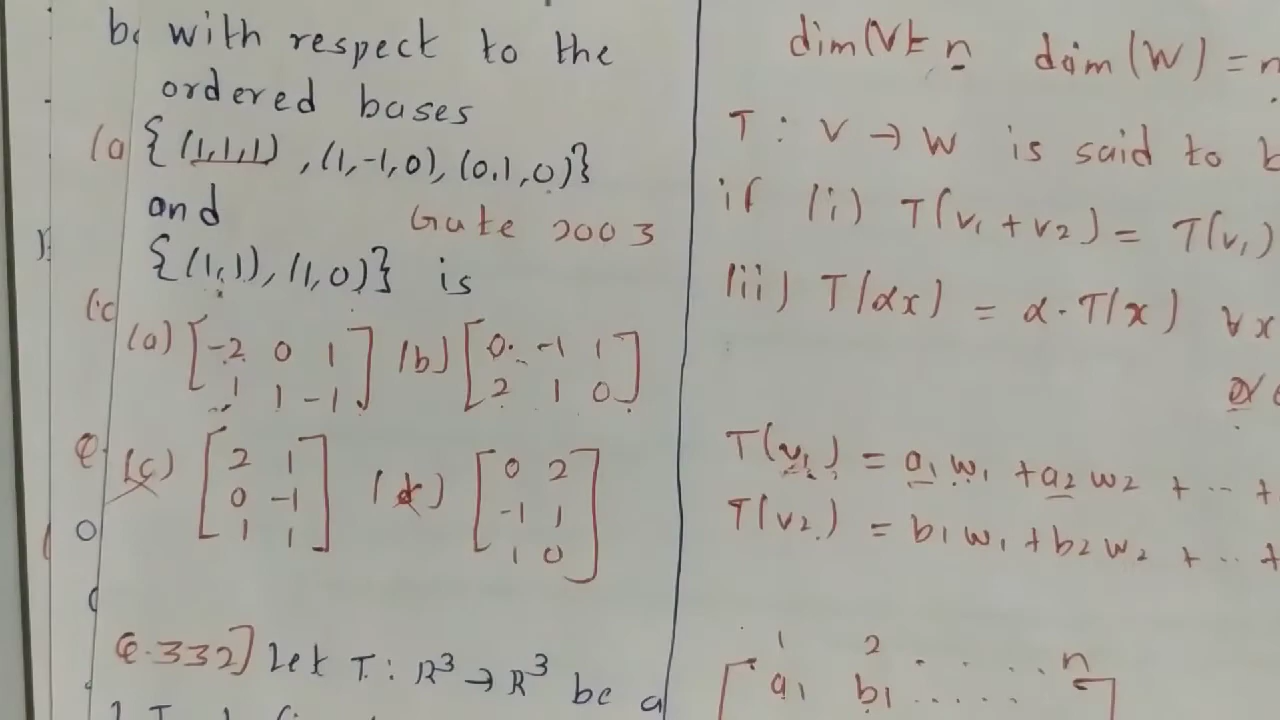 b. with respect to the
ordered bases
(a {(1,1,1), (1,-1,0), (0,1,0)}
and Gate 2003
{(1,1), (1,0)} is
(a) [-2 0 1 (b) [0 -1 1
1 1 -1] 2 1 0]
(c) [2 1 (d) [0 2
0 -1 -1 1
1 1] 1 0]
Q.332] Let T: R³ → R³ be a
dim(V) = n dim(W) =
T : V → W is said to
if (i) T(v₁ + v₂) = T(v₁)
(ii) T(αx) = α · T(x) ∀x
or
T(v₁) = a₁w₁ + a₂w₂ + ... +
T(v₂) = b₁w₁ + b₂w₂ + ... +
1 2 ..... n
[a₁ b₁ ..... ]